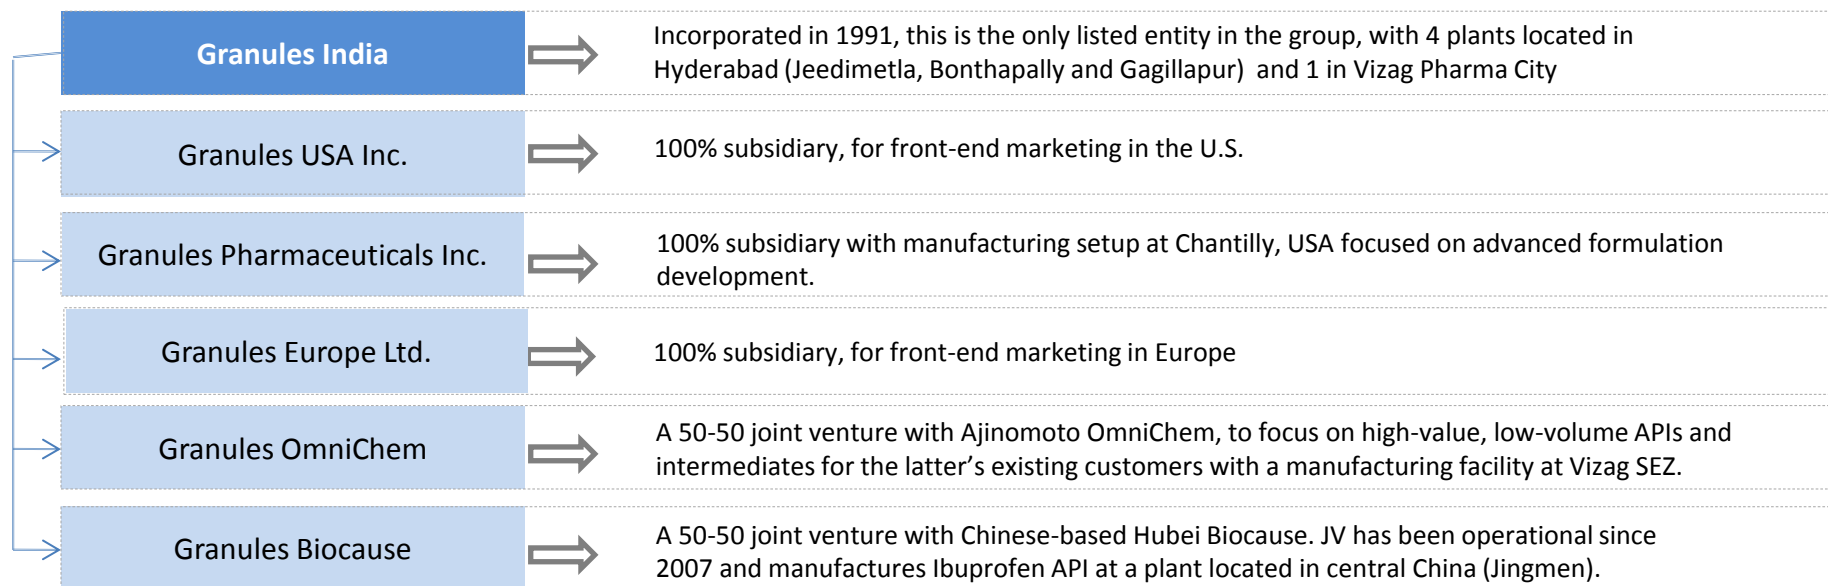 Granules India
Incorporated in 1991, this is the only listed entity in the group, with 4 plants located in
Hyderabad (Jeedimetla, Bonthapally and Gagillapur) and 1 in Vizag Pharma City
Granules USA Inc.
100% subsidiary, for front-end marketing in the U.S.
Granules Pharmaceuticals Inc.
100% subsidiary with manufacturing setup at Chantilly, USA focused on advanced formulation
development.
Granules Europe Ltd.
100% subsidiary, for front-end marketing in Europe
Granules OmniChem
A 50-50 joint venture with Ajinomoto OmniChem, to focus on high-value, low-volume APIs and
intermediates for the latter’s existing customers with a manufacturing facility at Vizag SEZ.
Granules Biocause
A 50-50 joint venture with Chinese-based Hubei Biocause. JV has been operational since
2007 and manufactures Ibuprofen API at a plant located in central China (Jingmen).